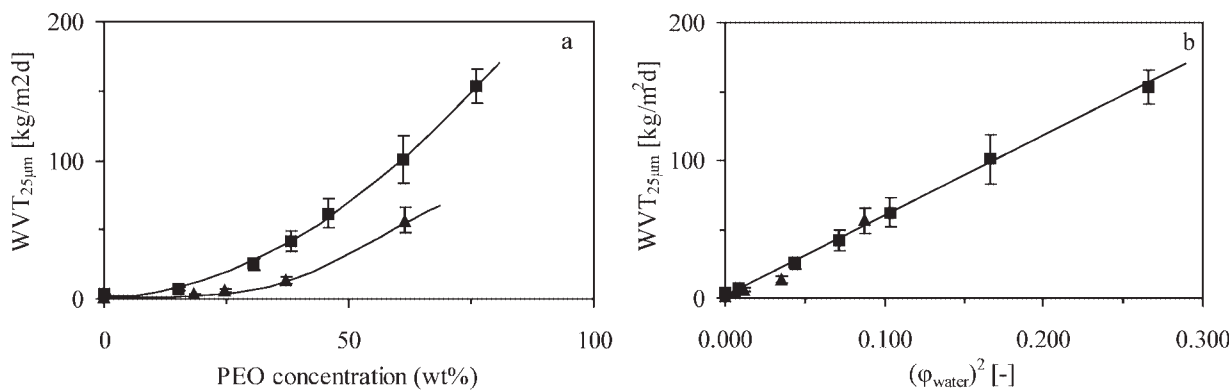 200
a
WVT25μm [kg/m2d]
100
0
0
50
100
PEO concentration (wt%)
200
b
WVT25μm [kg/m²d]
100
0
0.000
0.100
0.200
0.300
(φwater)² [-]